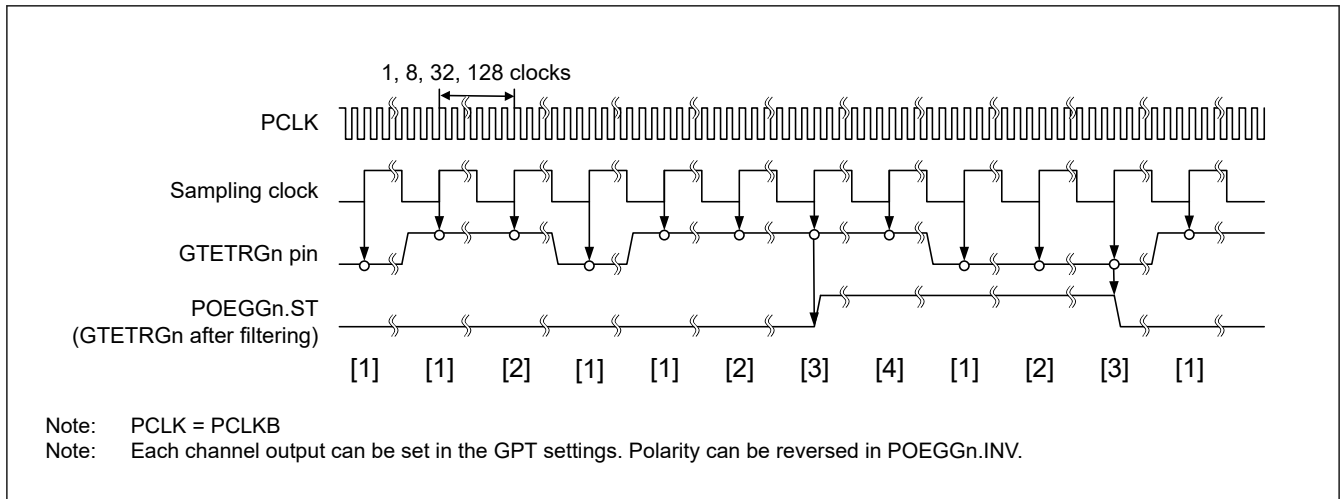 1, 8, 32, 128 clocks
PCLK
Sampling clock
GTETRGn pin
POEGGn.ST
(GTETRGn after filtering)
[1] [1] [2] [1] [1] [2] [3] [4] [1] [2] [3] [1]
Note: PCLK = PCLKB
Note: Each channel output can be set in the GPT settings. Polarity can be reversed in POEGGn.INV.